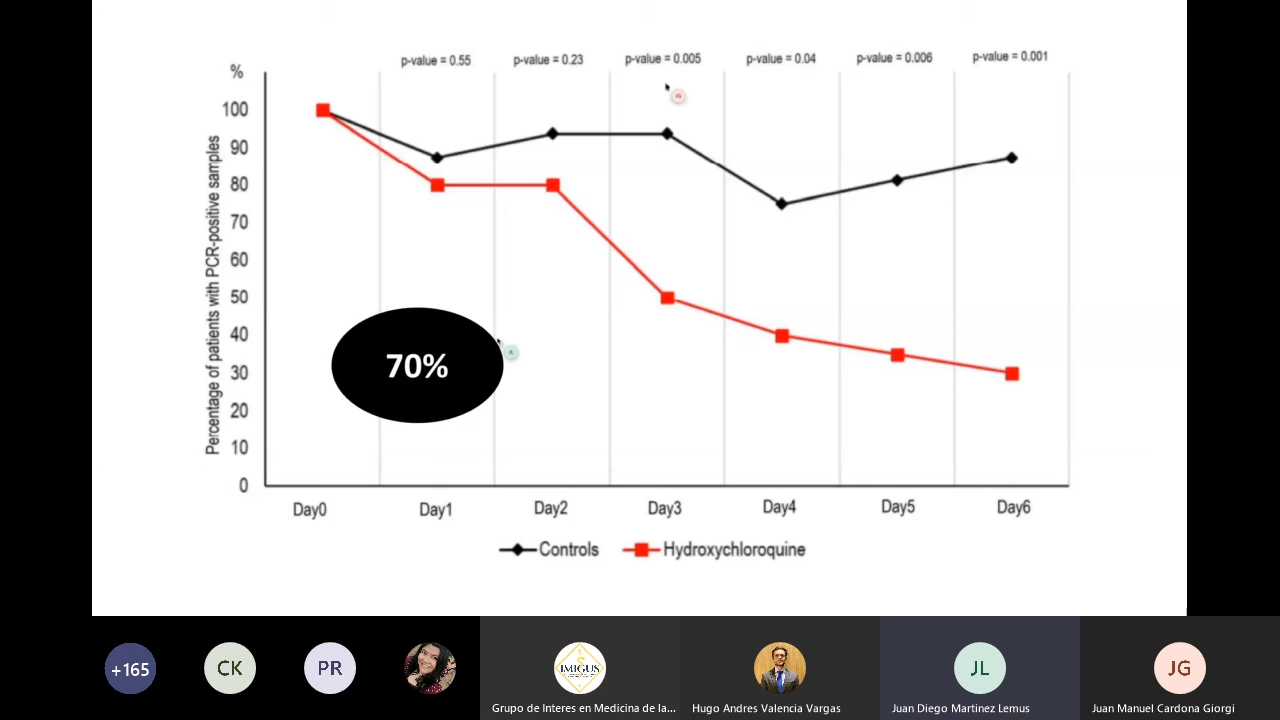 p-value = 0.55 p-value = 0.23 p-value = 0.005 p-value = 0.04 p-value = 0.006 p-value = 0.001
%
100
90
80
70
60
50
40
30
20
10
0
Percentage of patients with PCR-positive samples
JG
JL
70%
Day0 Day1 Day2 Day3 Day4 Day5 Day6
Controls Hydroxychloroquine
+165 CK PR IMIGUS JL JG
Grupo de Interes en Medicina de la... Hugo Andres Valencia Vargas Juan Diego Martinez Lemus Juan Manuel Cardona Giorgi